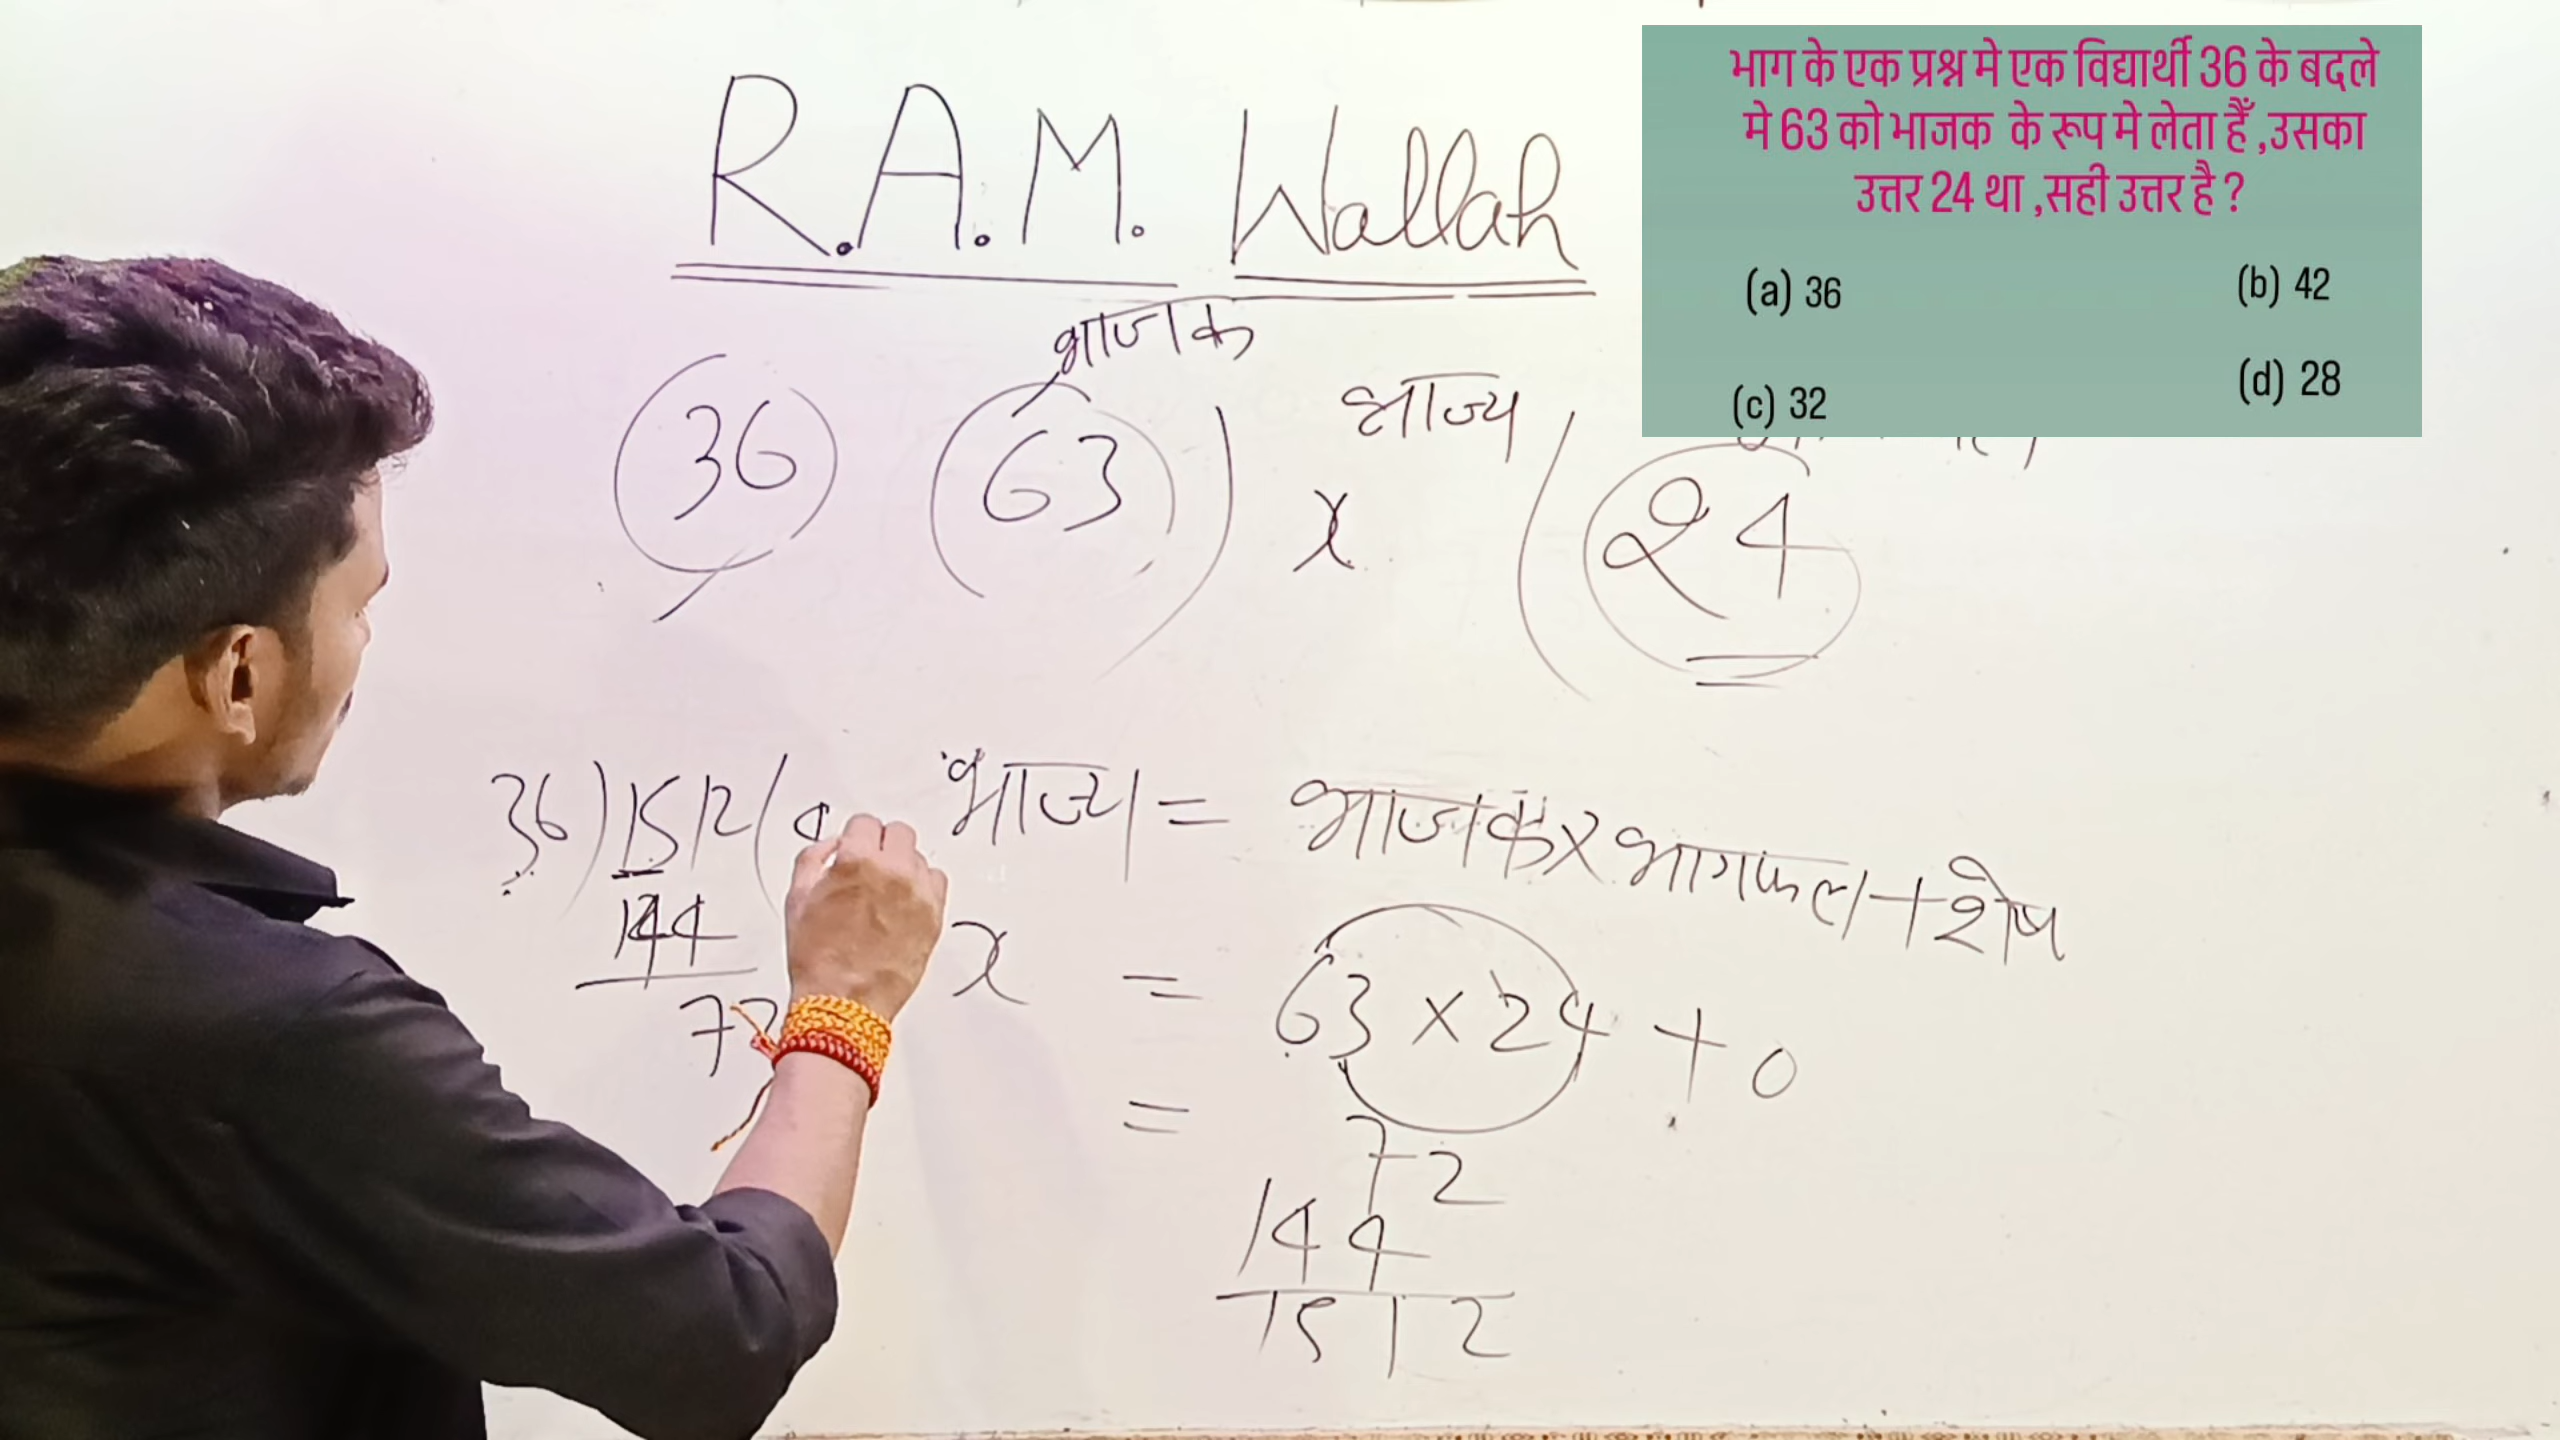 R.A.M. Wallah
भाग के एक प्रश्न मे एक विद्यार्थी 36 के बदले
मे 63 को भाजक के रूप मे लेता हैँ ,उसका
उत्तर 24 था ,सही उत्तर है ?
(a) 36 (b) 42
(c) 32 (d) 28
भाजक
भाज्य
36 63 ) x ( 24
36 ) 1512 ( 4
144
72
भाज्य = भाजक × भागफल + शेष
x = 63 × 24 + 0
=
72
144
1512